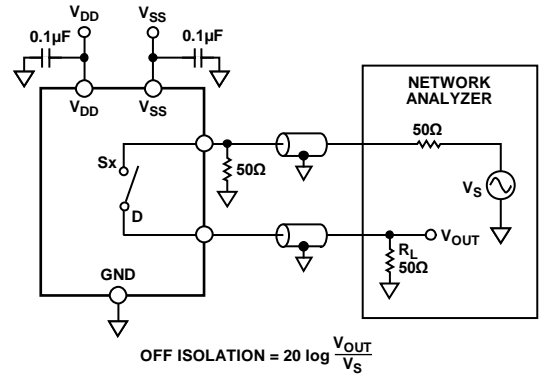 VDD VSS
0.1µF 0.1µF
VDD VSS
NETWORK
ANALYZER
50Ω
Sx
50Ω
VS
D
VOUT
RL
50Ω
GND
OFF ISOLATION = 20 log VOUT
VS